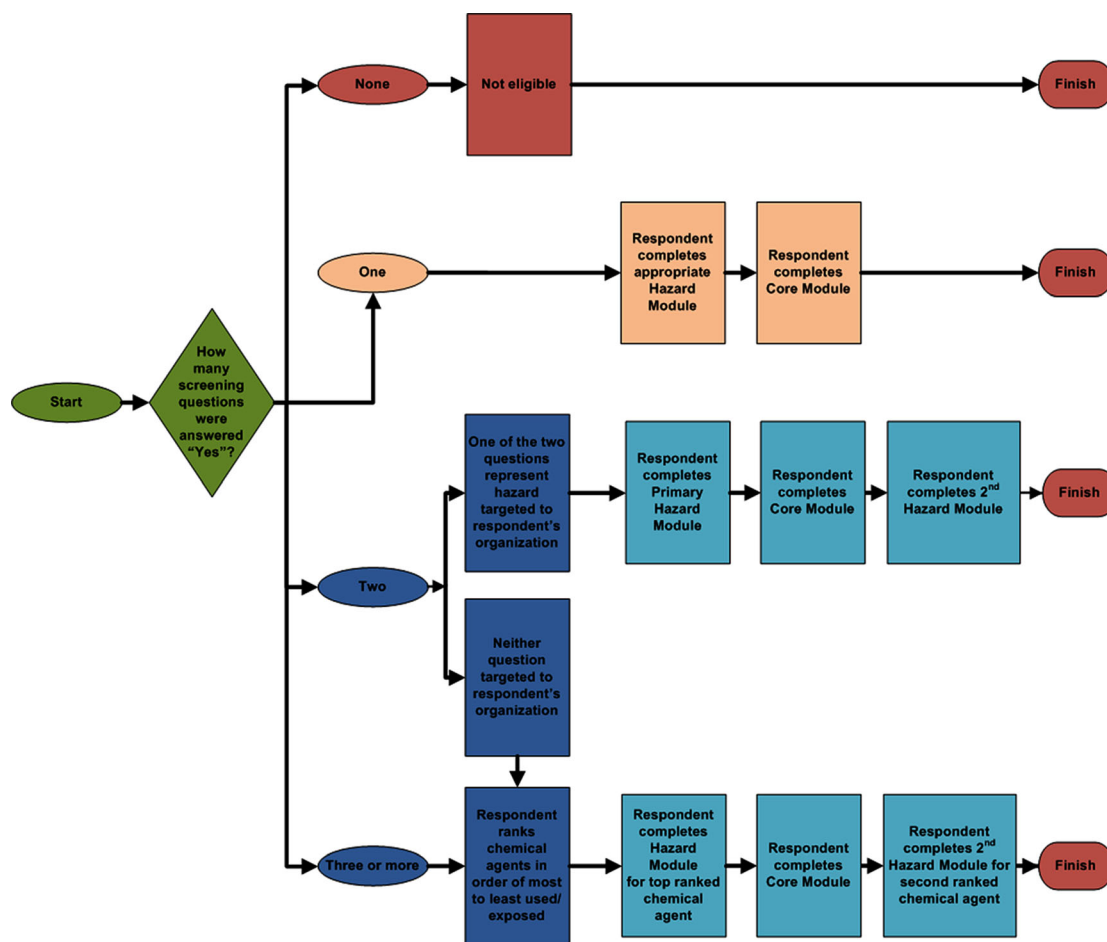 None
Not eligible
Finish
One
Respondent
completes
appropriate
Hazard
Module
Respondent
completes
Core Module
Finish
Start
How
many
screening
questions
were
answered
“Yes”?
One of the two
questions
represent
hazard
targeted to
respondent’s
organization
Respondent
completes
Primary
Hazard
Module
Respondent
completes
Core Module
Respondent
completes 2nd
Hazard Module
Finish
Two
Neither
question
targeted to
respondent’s
organization
Three or more
Respondent
ranks
chemical
agents in
order of most
to least used/
exposed
Respondent
completes
Hazard
Module
for top ranked
chemical
agent
Respondent
completes
Core Module
Respondent
completes 2nd
Hazard Module for
second ranked
chemical agent
Finish